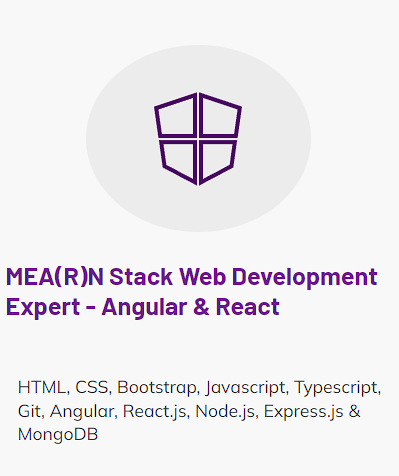 MEA(R)N Stack Web Development
Expert - Angular & React
HTML, CSS, Bootstrap, Javascript, Typescript,
Git, Angular, React.js, Node.js, Express.js &
MongoDB